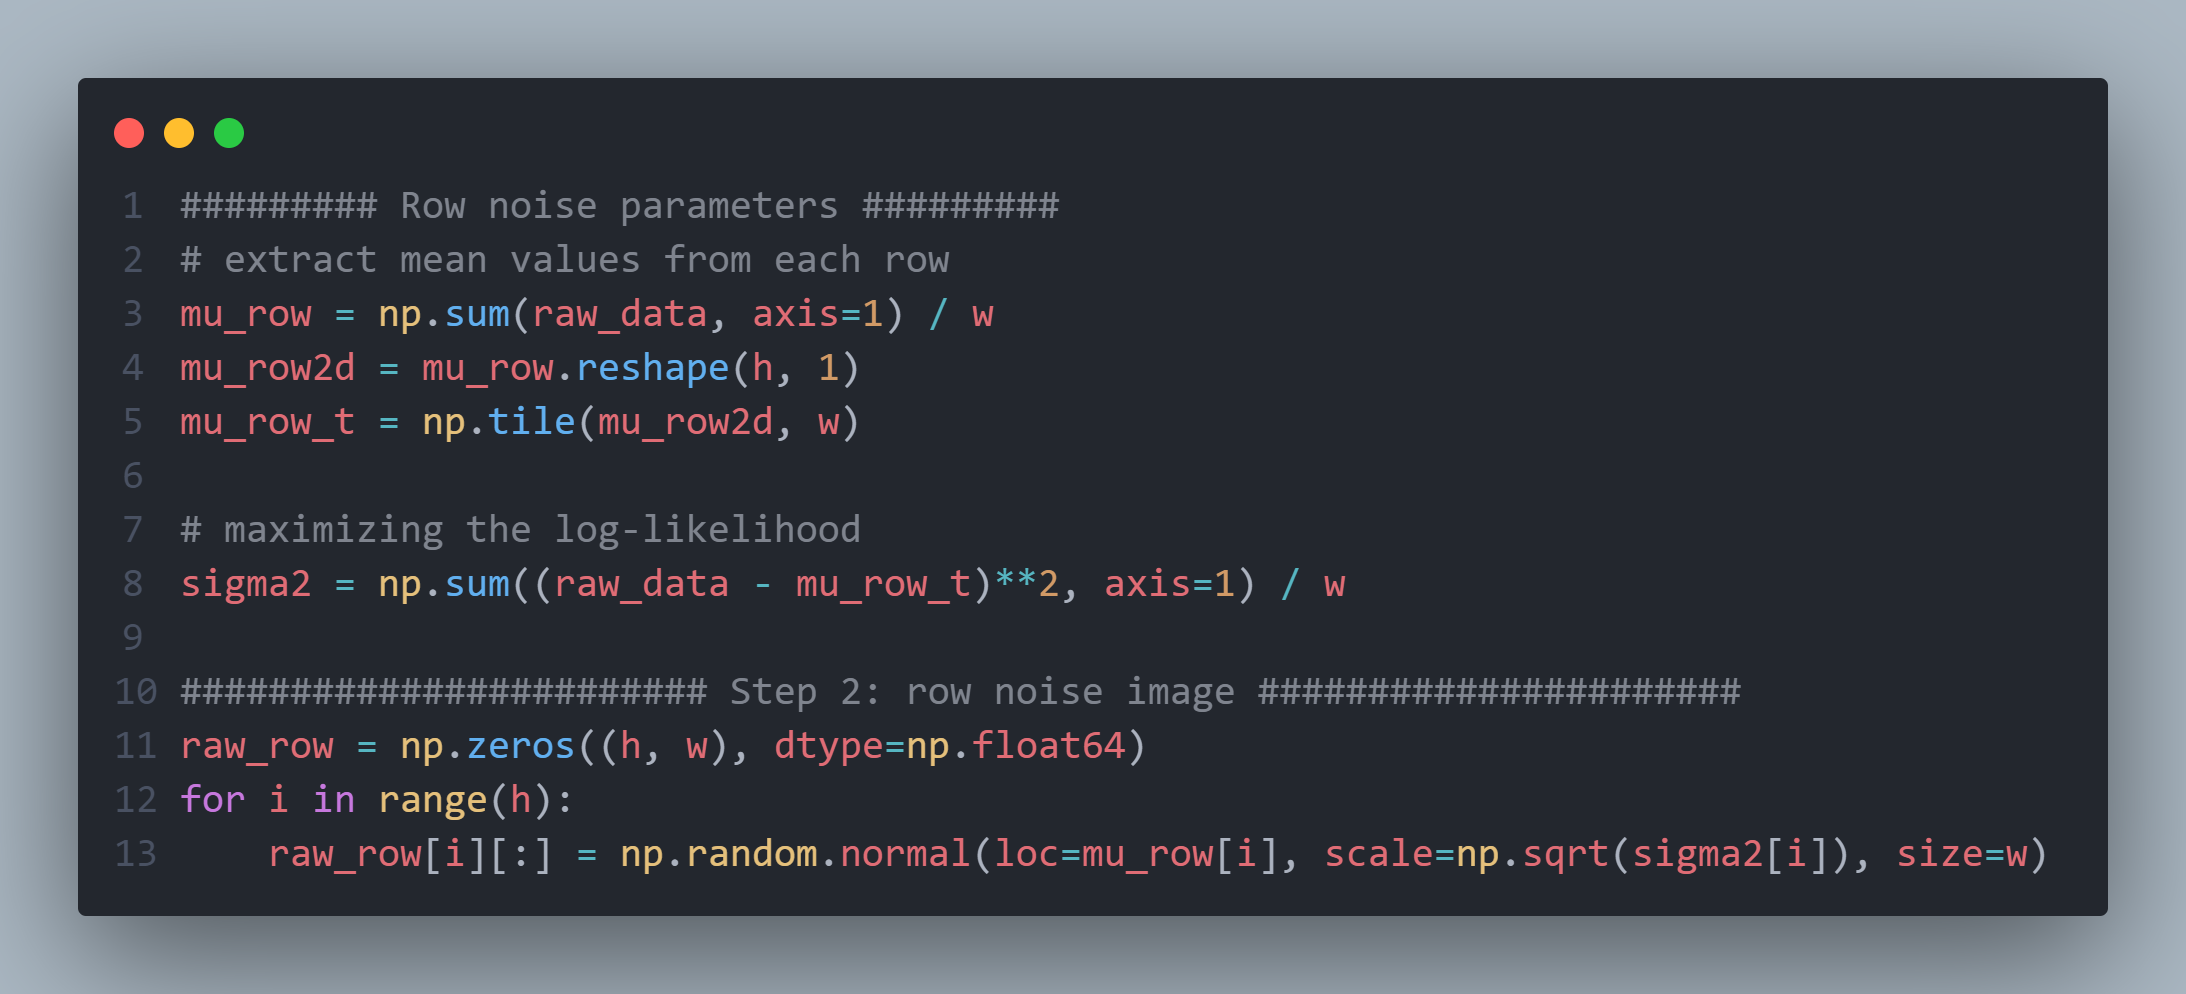 1 ######### Row noise parameters #########
2 # extract mean values from each row
3 mu_row = np.sum(raw_data, axis=1) / w
4 mu_row2d = mu_row.reshape(h, 1)
5 mu_row_t = np.tile(mu_row2d, w)
6
7 # maximizing the log-likelihood
8 sigma2 = np.sum((raw_data - mu_row_t)**2, axis=1) / w
9
10 ######################## Step 2: row noise image ######################
11 raw_row = np.zeros((h, w), dtype=np.float64)
12 for i in range(h):
13     raw_row[i][:] = np.random.normal(loc=mu_row[i], scale=np.sqrt(sigma2[i]), size=w)